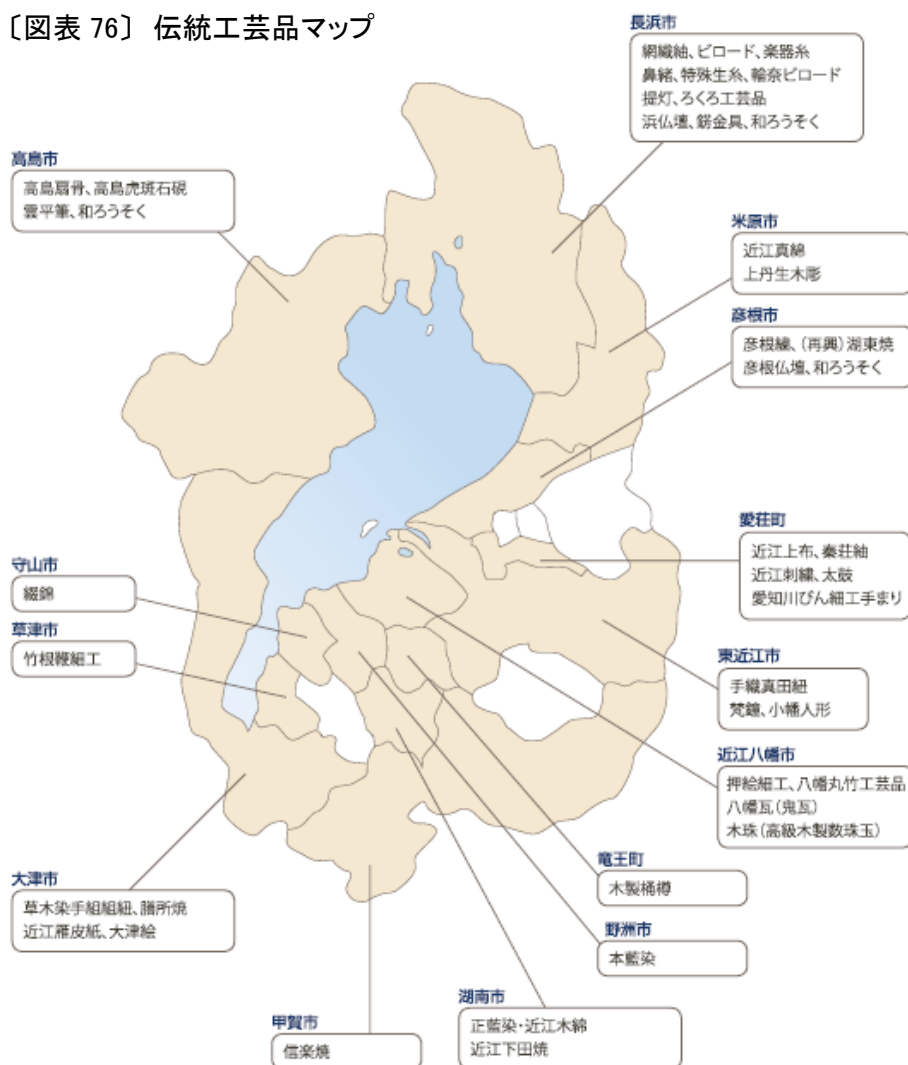 〔図表 76〕 伝統工芸品マップ
長浜市
網織紬、ビロード、楽器糸
鼻緒、特殊生糸、輪奈ビロード
提灯、ろくろ工芸品
浜仏壇、錺金具、和ろうそく
高島市
高島扇骨、高島虎斑石硯
雲平筆、和ろうそく
米原市
近江真綿
上丹生木彫
彦根市
彦根繍、(再興)湖東焼
彦根仏壇、和ろうそく
愛荘町
近江上布、秦荘紬
近江刺繍、太鼓
愛知川びん細工手まり
守山市
綴錦
草津市
竹根鞭細工
東近江市
手織真田紐
梵鐘、小幡人形
近江八幡市
押絵細工、八幡丸竹工芸品
八幡瓦(鬼瓦)
木珠(高級木製数珠玉)
竜王町
木製桶樽
大津市
草木染手組組紐、膳所焼
近江雁皮紙、大津絵
野洲市
本藍染
湖南市
正藍染・近江木綿
近江下田焼
甲賀市
信楽焼